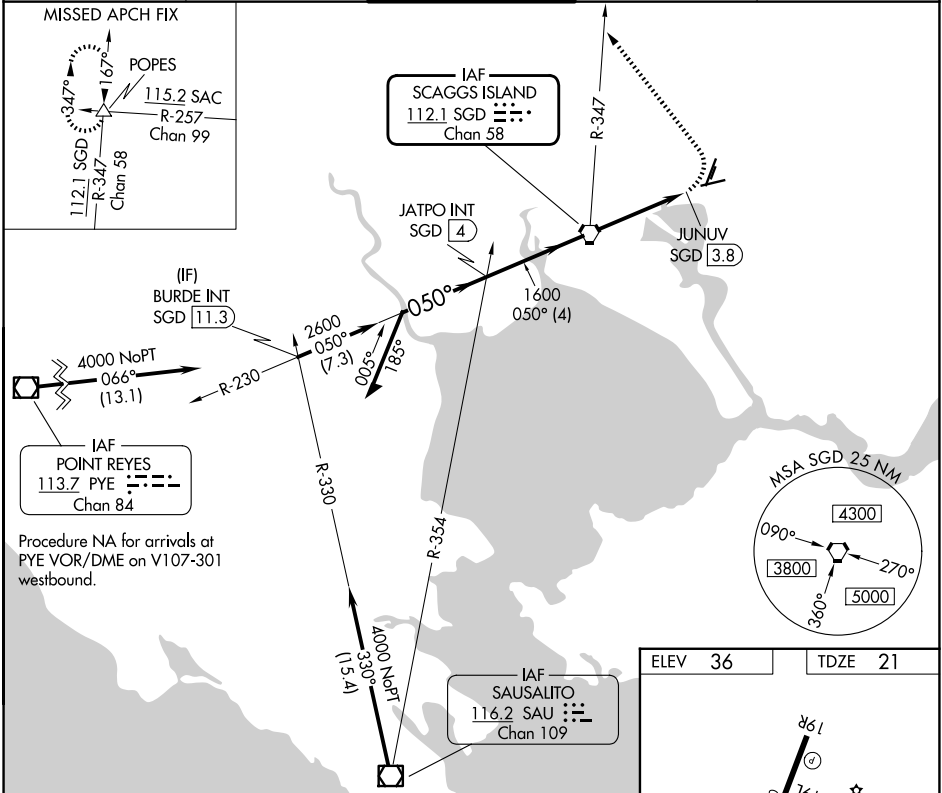 MISSED APCH FIX
POPES
347°
167°
115.2 SAC
R-257
Chan 99
112.1 SGD
R-347
Chan 58
IAF
SCAGGS ISLAND
112.1 SGD
Chan 58
R-347
JATPO INT
SGD 4
JUNUV
SGD 3.8
(IF)
BURDE INT
SGD 11.3
2600
050°
(7.3)
050°
1600
050° (4)
005°
185°
R-230
4000 NoPT
066°
(13.1)
IAF
POINT REYES
113.7 PYE
Chan 84
Procedure NA for arrivals at
PYE VOR/DME on V107-301
westbound.
R-330
R-354
4000 NoPT
330°
(15.4)
IAF
SAUSALITO
116.2 SAU
Chan 109
MSA SGD 25 NM
4300
090°
3800
270°
5000
360°
ELEV 36
TDZE 21
19R
P
19L